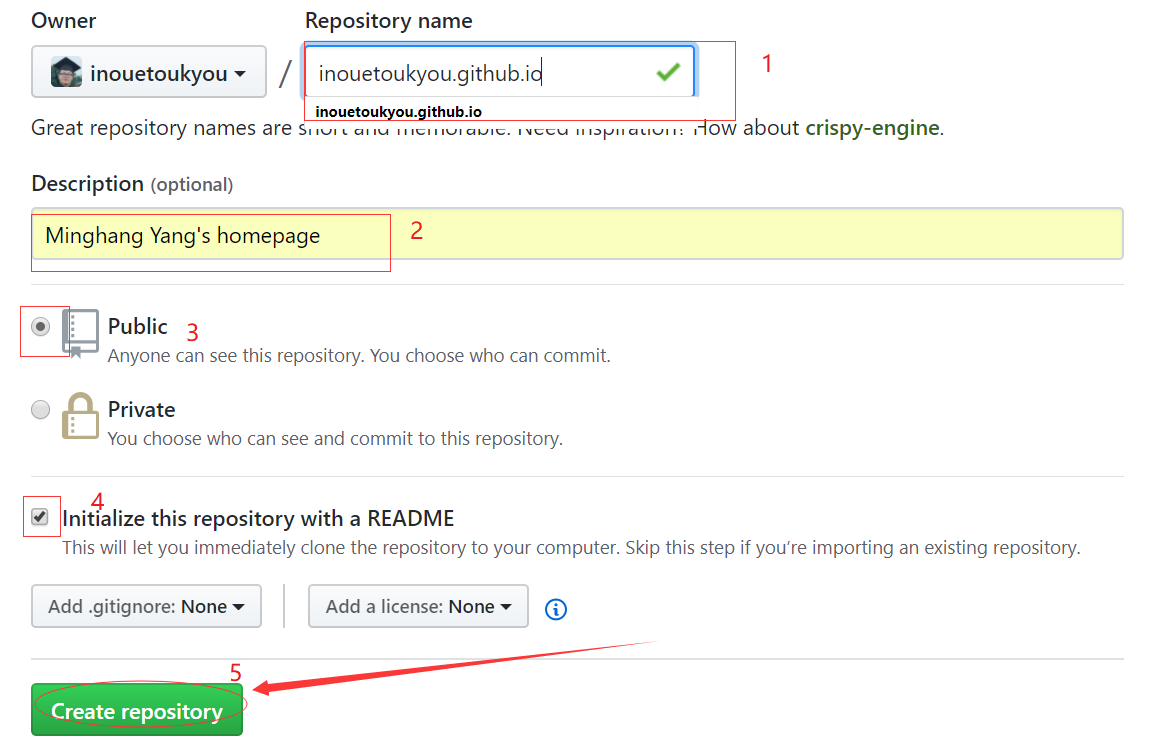 Owner
Repository name
inouetoukyou
/
inouetoukyou.github.io
1
inouetoukyou.github.io
Great repository names are short and memorable. Need inspiration? How about crispy-engine.
Description (optional)
Minghang Yang's homepage
2
Public
3
Anyone can see this repository. You choose who can commit.
Private
You choose who can see and commit to this repository.
4
Initialize this repository with a README
This will let you immediately clone the repository to your computer. Skip this step if you’re importing an existing repository.
Add .gitignore: None
Add a license: None
5
Create repository